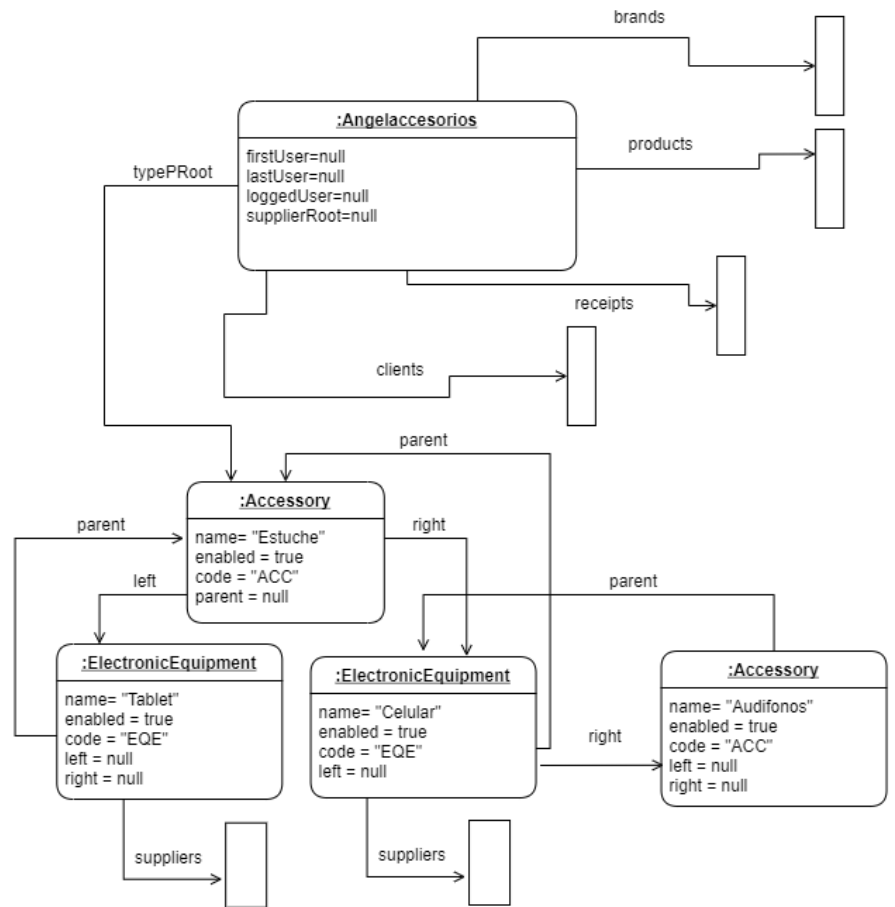 brands
:Angelaccesorios
firstUser=null
lastUser=null
loggedUser=null
supplierRoot=null
products
typePRoot
receipts
clients
parent
:Accessory
name= "Estuche"
enabled = true
code = "ACC"
parent = null
parent
right
left
parent
:ElectronicEquipment
name= "Tablet"
enabled = true
code = "EQE"
left = null
right = null
:ElectronicEquipment
name= "Celular"
enabled = true
code = "EQE"
left = null
right
:Accessory
name= "Audifonos"
enabled = true
code = "ACC"
left = null
right = null
suppliers
suppliers